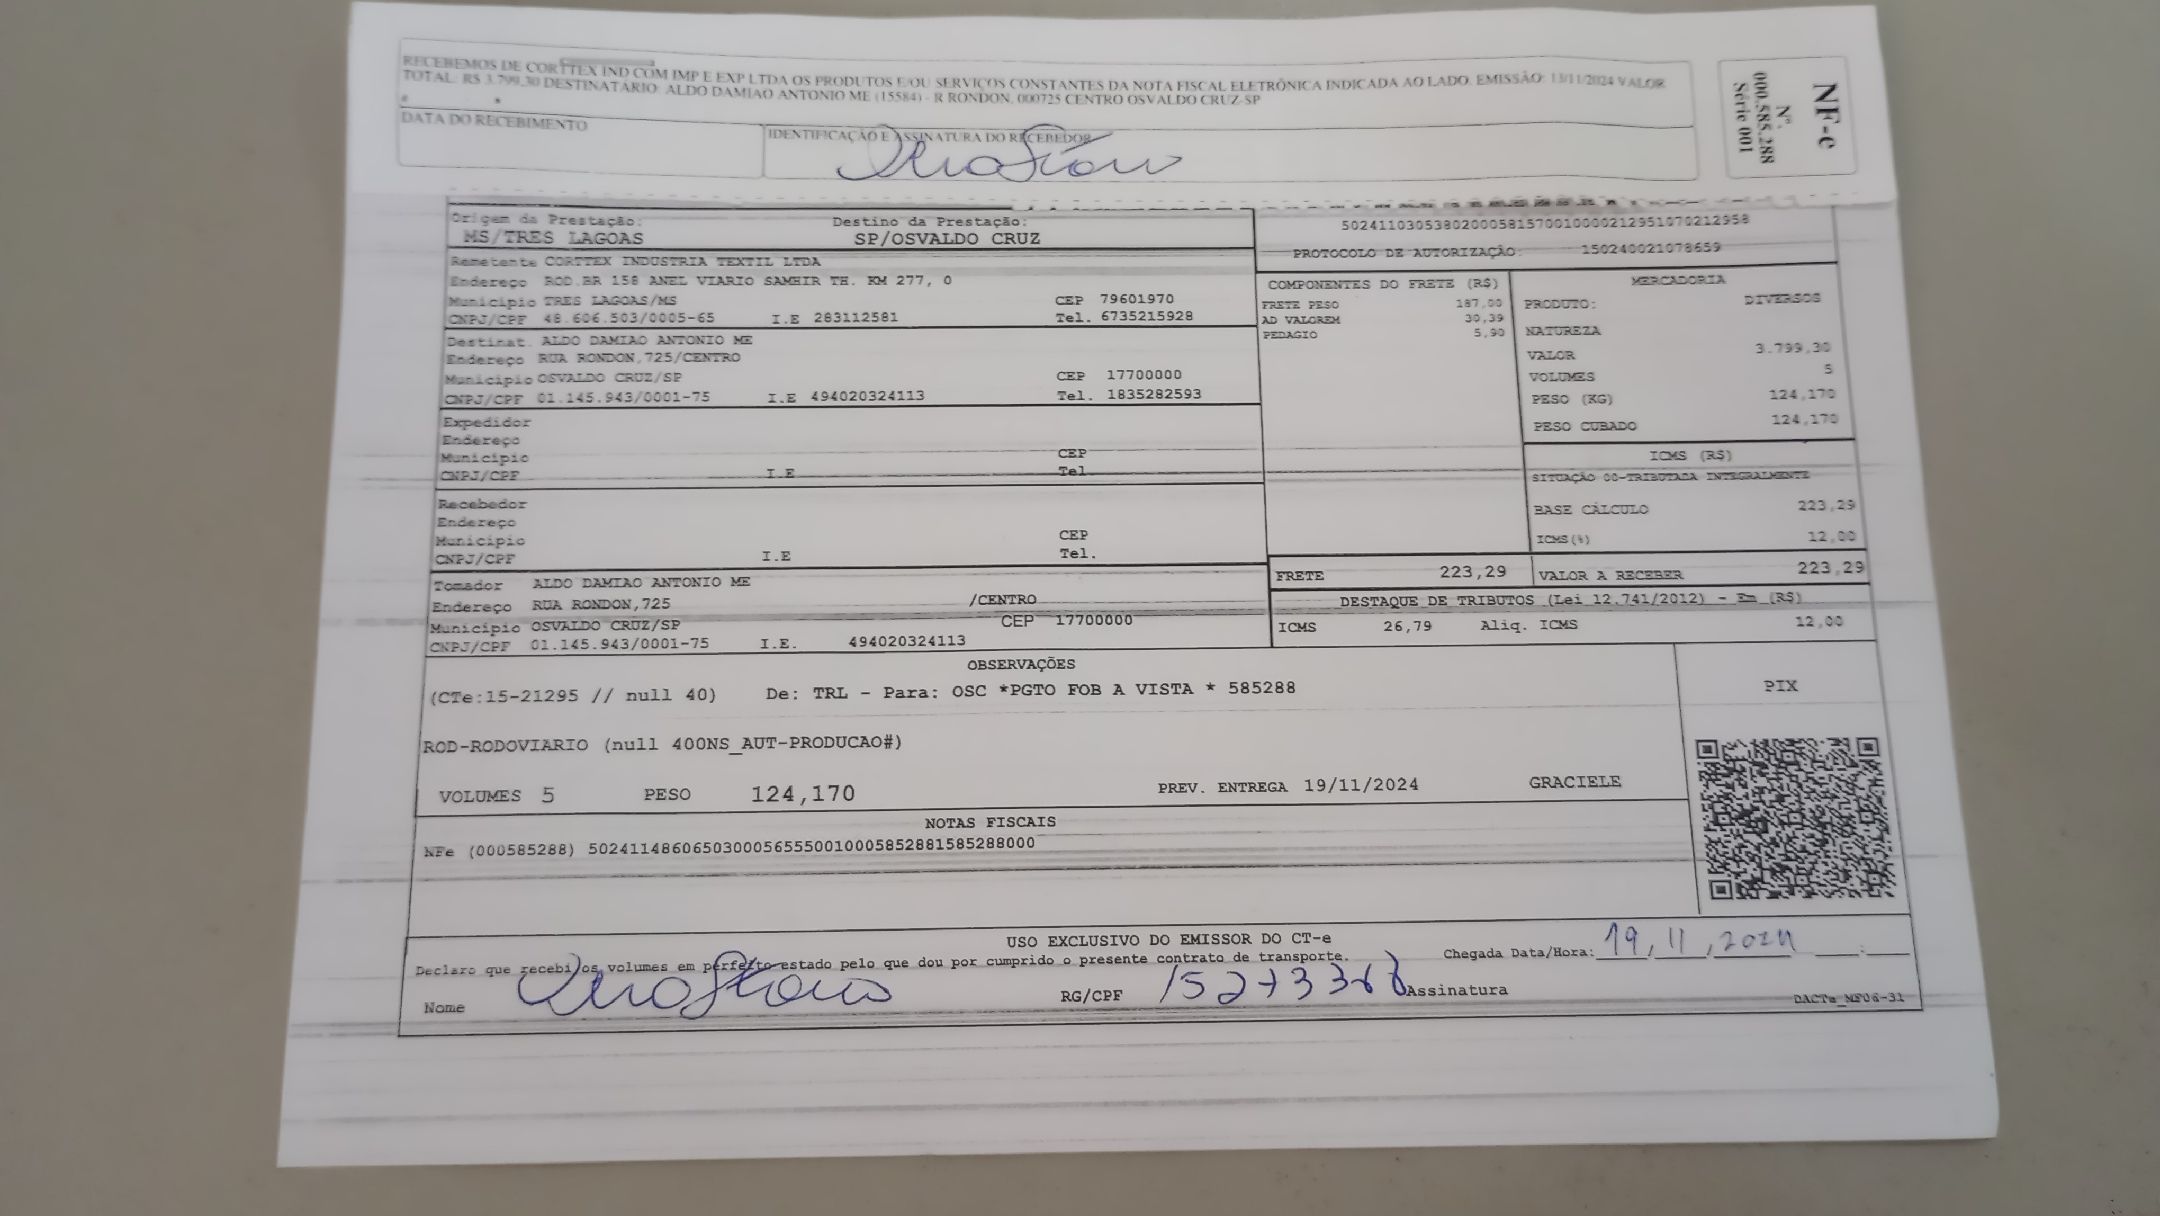 RECEBEMOS DE CORTTEX IND COM IMP E EXP LTDA OS PRODUTOS E/OU SERVIÇOS CONSTANTES DA NOTA FISCAL ELETRÔNICA INDICADA AO LADO. EMISSÃO: 13/11/2024 VALOR
TOTAL: R$ 3.799,30 DESTINATÁRIO: ALDO DAMIAO ANTONIO ME (15584) - R RONDON, 000725 CENTRO OSVALDO CRUZ-SP
DATA DO RECEBIMENTO
IDENTIFICAÇÃO E ASSINATURA DO RECEBEDOR
NF-e
Nº.
000.585.288
Série 001
Origem da Prestação: Destino da Prestação:
MS/TRES LAGOAS SP/OSVALDO CRUZ
50241103053802000581570010000212951970212958
PROTOCOLO DE AUTORIZAÇÃO: 150240021078659
Remetente CORTTEX INDUSTRIA TEXTIL LTDA
Endereço ROD.BR 158 ANEL VIARIO SAMHIR TH. KM 277, 0
Município TRES LAGOAS/MS CEP 79601970
CNPJ/CPF 48.606.503/0005-65 I.E 283112581 Tel. 6735215928
Destinat. ALDO DAMIAO ANTONIO ME
Endereço RUA RONDON,725/CENTRO
Município OSVALDO CRUZ/SP CEP 17700000
CNPJ/CPF 01.145.943/0001-75 I.E 494020324113 Tel. 1835282593
Expedidor
Endereço
Município CEP
CNPJ/CPF I.E Tel
Recebedor
Endereço
Município CEP
CNPJ/CPF I.E Tel.
Tomador ALDO DAMIAO ANTONIO ME
Endereço RUA RONDON,725 /CENTRO
Município OSVALDO CRUZ/SP CEP 17700000
CNPJ/CPF 01.145.943/0001-75 I.E. 494020324113
COMPONENTES DO FRETE (R$)
FRETE PESO 187,00
AD VALOREM 30,39
PEDAGIO 5,90
MERCADORIA
PRODUTO: DIVERSOS
NATUREZA
VALOR 3.799,30
VOLUMES 5
PESO (KG) 124,170
PESO CUBADO 124,170
ICMS (R$)
SITUAÇÃO 00-TRIBUTADA INTEGRALMENTE
BASE CÁLCULO 223,29
ICMS(%) 12,00
FRETE 223,29 VALOR A RECEBER 223,29
DESTAQUE DE TRIBUTOS (Lei 12.741/2012) - Em (R$)
ICMS 26,79 Aliq. ICMS 12,00
OBSERVAÇÕES
(CTe:15-21295 // null 40) De: TRL - Para: OSC *PGTO FOB A VISTA * 585288
ROD-RODOVIARIO (null 400NS_AUT-PRODUCAO#)
VOLUMES 5 PESO 124,170 PREV. ENTREGA 19/11/2024 GRACIELE
PIX
NOTAS FISCAIS
NFe (000585288) 50241148606503000565550010005852881585288000
USO EXCLUSIVO DO EMISSOR DO CT-e
Declaro que recebi os volumes em perfeito estado pelo que dou por cumprido o presente contrato de transporte.
Chegada Data/Hora: 19/11/2024 :
Nome RG/CPF Assinatura
DACTe_MF06-31